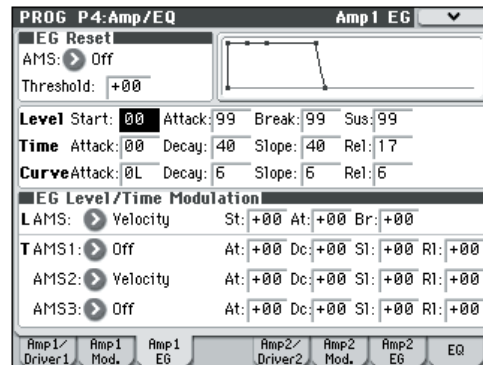 PROG P4:Amp/EQ Amp1 EG
EG Reset
AMS: Off
Threshold: +00
Level Start: 00 Attack: 99 Break: 99 Sus: 99
Time Attack: 00 Decay: 40 Slope: 40 Rel: 17
Curve Attack: 0L Decay: 6 Slope: 6 Rel: 6
EG Level/Time Modulation
L AMS: Velocity St: +00 At: +00 Br: +00
T AMS1: Off At: +00 Dc: +00 Sl: +00 Rl: +00
AMS2: Velocity At: +00 Dc: +00 Sl: +00 Rl: +00
AMS3: Off At: +00 Dc: +00 Sl: +00 Rl: +00
Amp1/ Driver1 Amp1 Mod. Amp1 EG Amp2/ Driver2 Amp2 Mod. Amp2 EG EQ